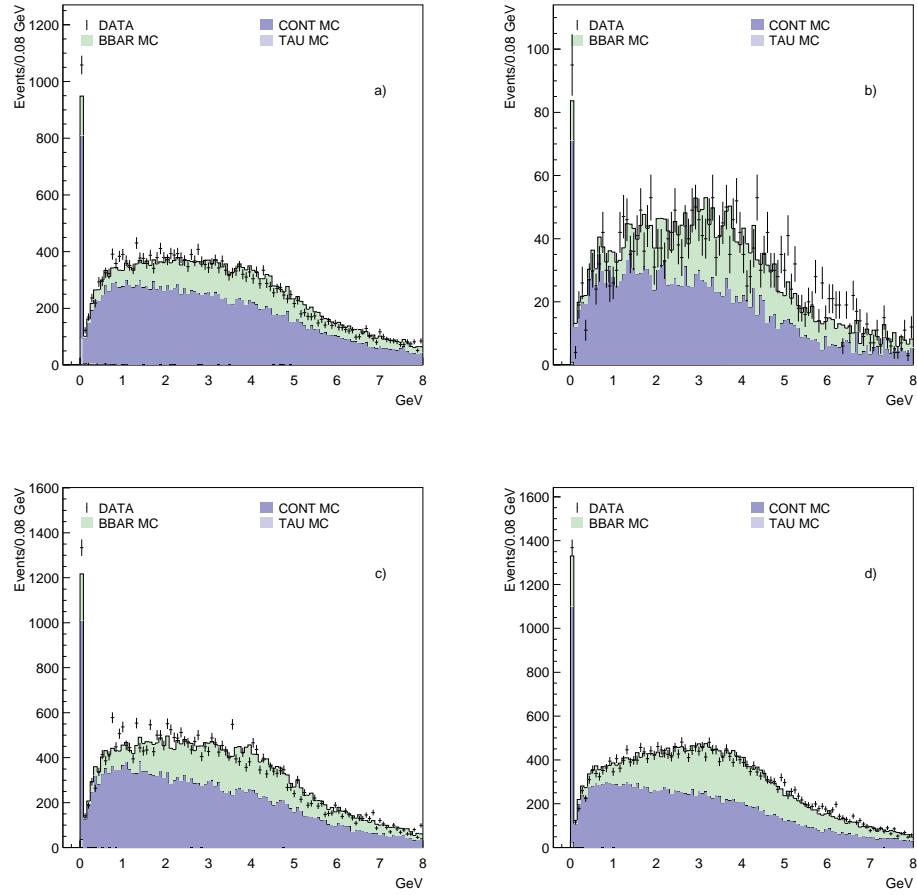 DATA CONT MC
BBAR MC TAU MC
a)
Events/0.08 GeV
1200
1000
800
600
400
200
0
0 1 2 3 4 5 6 7 8
GeV
DATA CONT MC
BBAR MC TAU MC
b)
Events/0.08 GeV
100
80
60
40
20
0
0 1 2 3 4 5 6 7 8
GeV
DATA CONT MC
BBAR MC TAU MC
c)
Events/0.08 GeV
1600
1400
1200
1000
800
600
400
200
0
0 1 2 3 4 5 6 7 8
GeV
DATA CONT MC
BBAR MC TAU MC
d)
Events/0.08 GeV
1600
1400
1200
1000
800
600
400
200
0
0 1 2 3 4 5 6 7 8
GeV